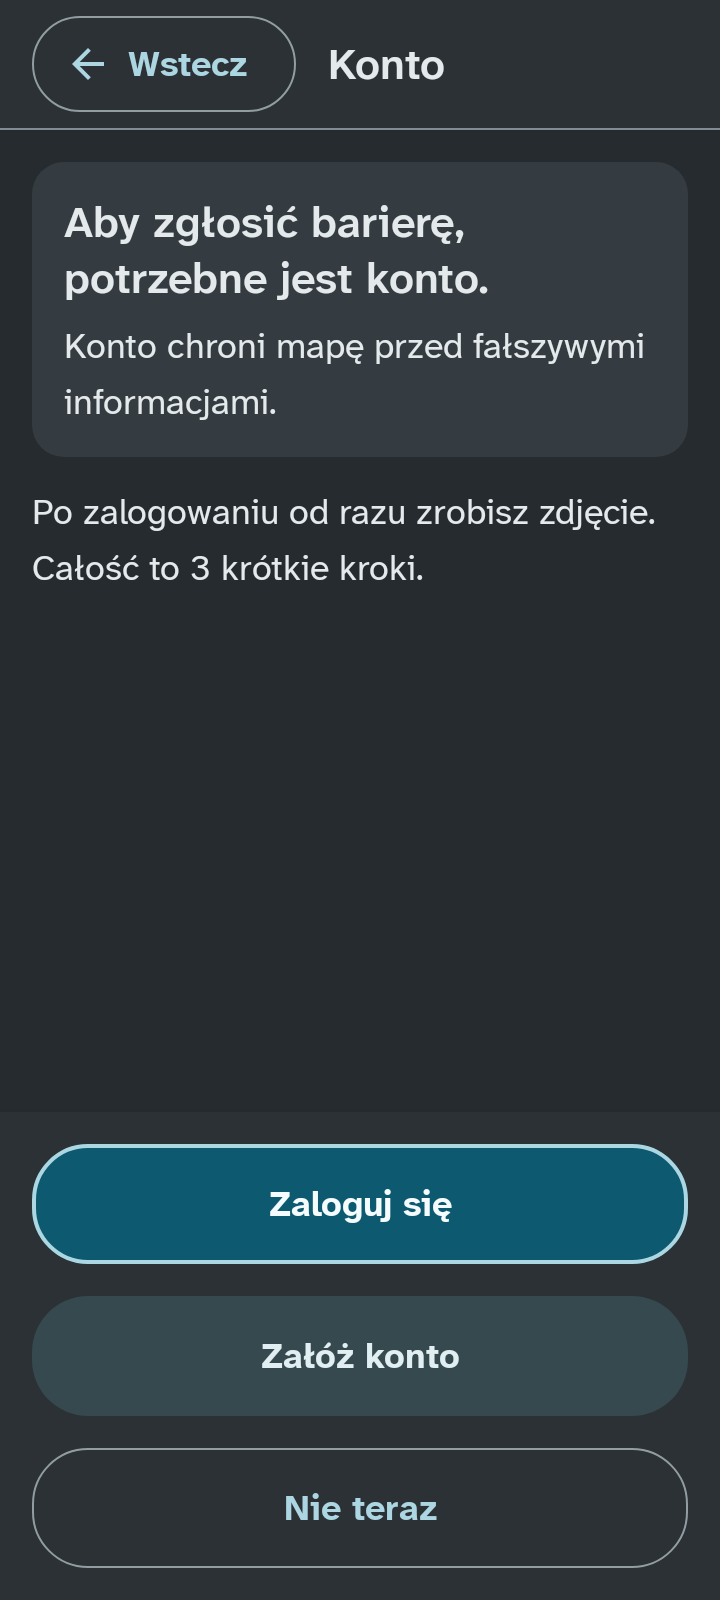 Wstecz
Konto
Aby zgłosić barierę,
potrzebne jest konto.
Konto chroni mapę przed fałszywymi
informacjami.
Po zalogowaniu od razu zrobisz zdjęcie.
Całość to 3 krótkie kroki.
Zaloguj się
Załóż konto
Nie teraz